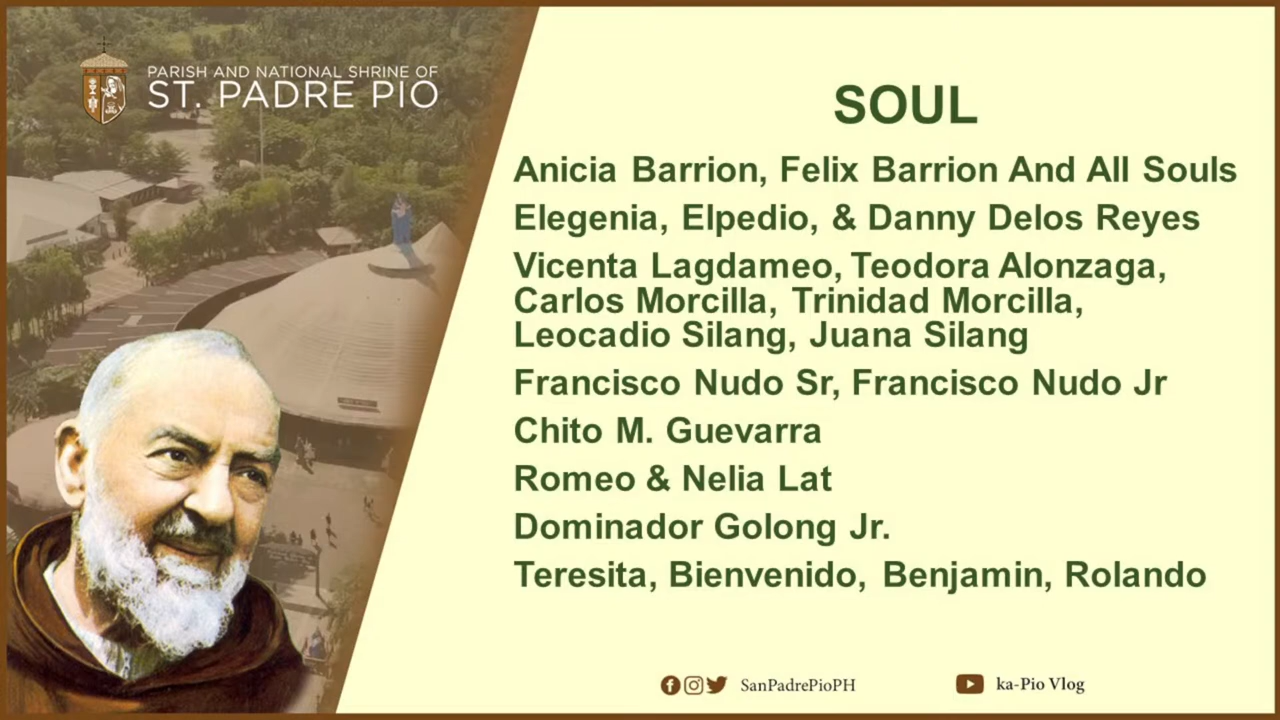 PARISH AND NATIONAL SHRINE OF
ST. PADRE PIO
SOUL
Anicia Barrion, Felix Barrion And All Souls
Elegenia, Elpedio, & Danny Delos Reyes
Vicenta Lagdameo, Teodora Alonzaga,
Carlos Morcilla, Trinidad Morcilla,
Leocadio Silang, Juana Silang
Francisco Nudo Sr, Francisco Nudo Jr
Chito M. Guevarra
Romeo & Nelia Lat
Dominador Golong Jr.
Teresita, Bienvenido, Benjamin, Rolando
SanPadrePioPH
ka-Pio Vlog